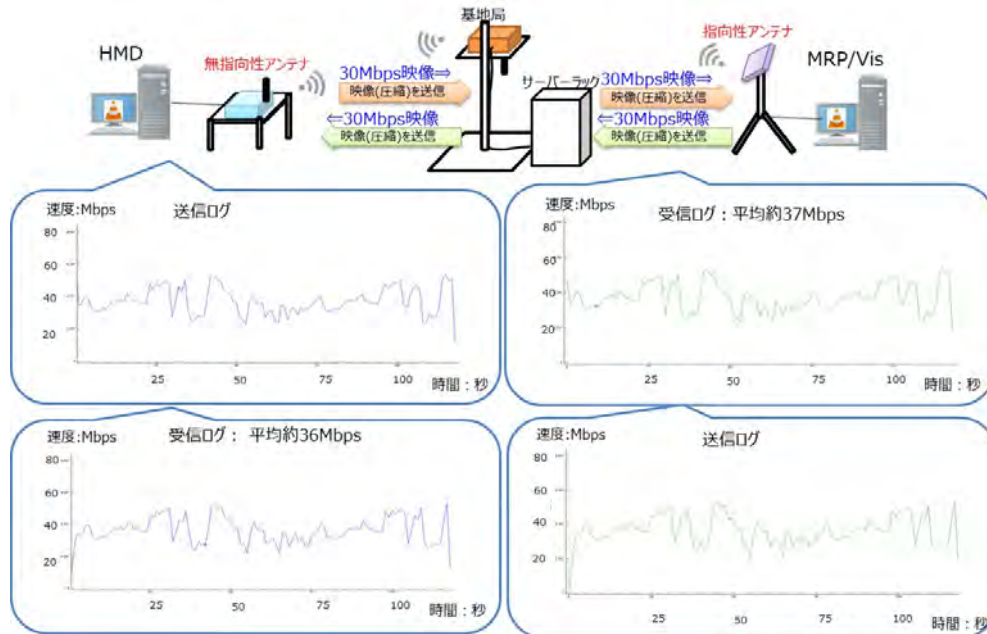 基地局
指向性アンテナ
HMD
無指向性アンテナ
MRP/Vis
30Mbps映像⇒
映像(圧縮)を送信
サーバーラック
30Mbps映像⇒
映像(圧縮)を送信
⇐30Mbps映像
映像(圧縮)を送信
⇐30Mbps映像
映像(圧縮)を送信
速度:Mbps
送信ログ
80
60
40
20
25
50
75
100
時間:秒
速度:Mbps
受信ログ:平均約37Mbps
80
60
40
20
25
50
75
100
時間:秒
速度:Mbps
受信ログ: 平均約36Mbps
80
60
40
20
25
50
75
100
時間:秒
速度:Mbps
送信ログ
80
60
40
20
25
50
75
100
時間:秒